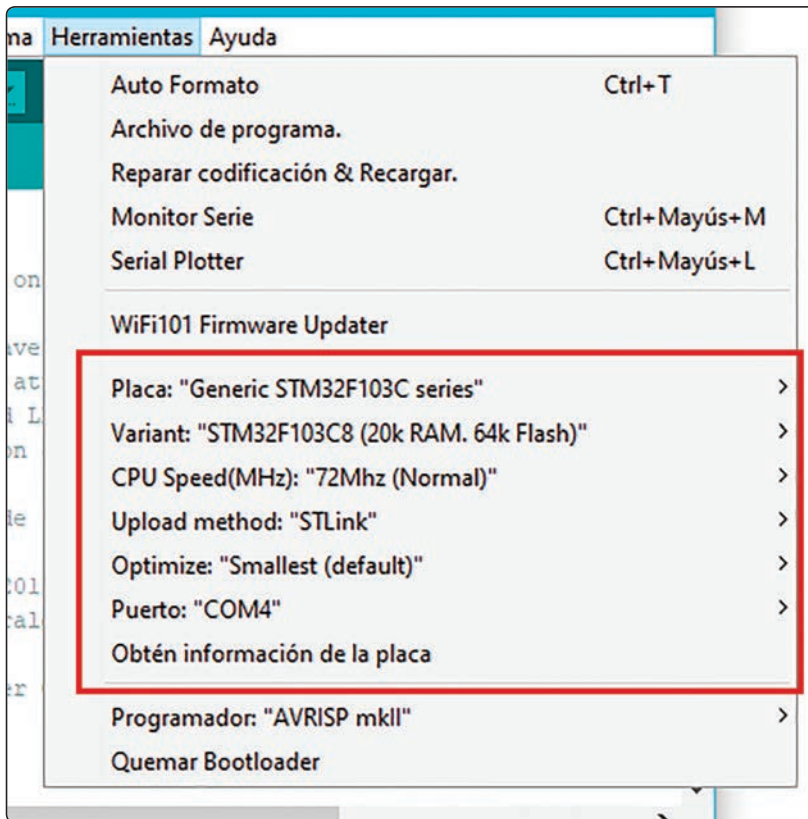 Herramientas Ayuda
Auto Formato Ctrl+T
Archivo de programa.
Reparar codificación & Recargar.
Monitor Serie Ctrl+Mayús+M
Serial Plotter Ctrl+Mayús+L
WiFi101 Firmware Updater
Placa: "Generic STM32F103C series"
Variant: "STM32F103C8 (20k RAM. 64k Flash)"
CPU Speed(MHz): "72Mhz (Normal)"
Upload method: "STLink"
Optimize: "Smallest (default)"
Puerto: "COM4"
Obtén información de la placa
Programador: "AVRISP mkII"
Quemar Bootloader